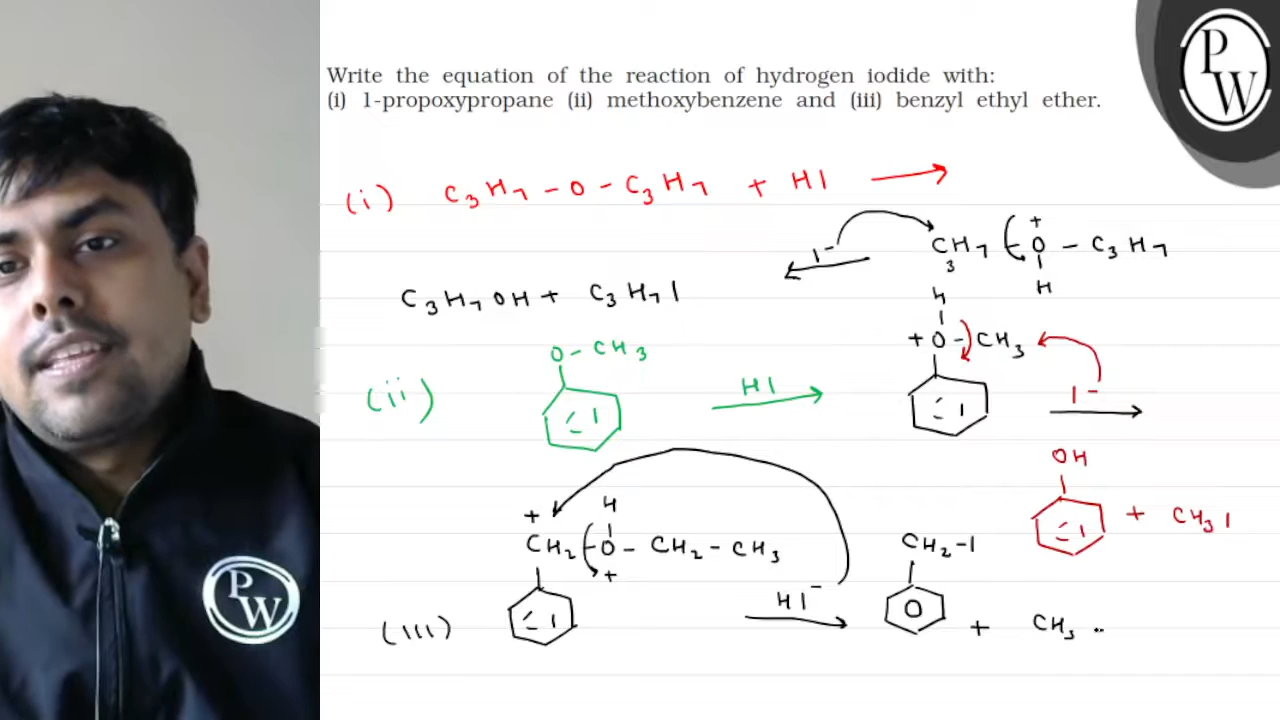 Write the equation of the reaction of hydrogen iodide with:
(i) 1-propoxypropane (ii) methoxybenzene and (iii) benzyl ethyl ether.
PW
(i) C3H7-O-C3H7 + HI
I-
C3H7 O+ - C3H7
H
C3H7OH + C3H7I
H
+O - CH3
O-CH3
(ii) HI
I-
OH
+ CH3I
+ H
CH2 O - CH2 - CH3
+
CH2-I
HI-
(iii) + CH3
PW